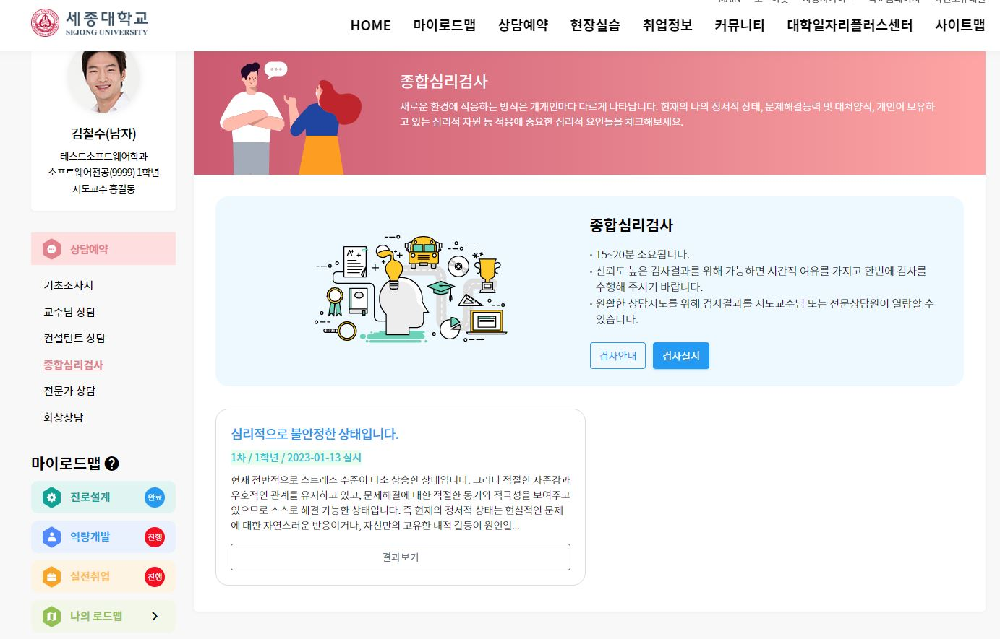 세종대학교
SEJONG UNIVERSITY
MAIN
HOME 마이로드맵 상담예약 현장실습 취업정보 커뮤니티 대학일자리플러스센터 사이트맵
김철수(남자)
테스트소프트웨어학과
소프트웨어전공(9999) 1학년
지도교수 홍길동
상담예약
기초조사지
교수님 상담
컨설턴트 상담
종합심리검사
전문가 상담
화상상담
마이로드맵 ?
진로설계 완료
역량개발 진행
실전취업 진행
나의 로드맵
종합심리검사
새로운 환경에 적응하는 방식은 개개인마다 다르게 나타납니다. 현재의 나의 정서적 상태, 문제해결능력 및 대처양식, 개인이 보유하
고 있는 심리적 자원 등 적응에 중요한 심리적 요인들을 체크해보세요.
A+
종합심리검사
• 15~20분 소요됩니다.
• 신뢰도 높은 검사결과를 위해 가능하면 시간적 여유를 가지고 한번에 검사를
수행해 주시기 바랍니다.
• 원활한 상담지도를 위해 검사결과를 지도교수님 또는 전문상담원이 열람할 수
있습니다.
검사안내 검사실시
심리적으로 불안정한 상태입니다.
1차 / 1학년 / 2023-01-13 실시
현재 전반적으로 스트레스 수준이 다소 상승한 상태입니다. 그러나 적절한 자존감과
우호적인 관계를 유지하고 있고, 문제해결에 대한 적절한 동기와 적극성을 보여주고
있으므로 스스로 해결 가능한 상태입니다. 즉 현재의 정서적 상태는 현실적인 문제
에 대한 자연스러운 반응이거나, 자신만의 고유한 내적 갈등이 원인일...
결과보기